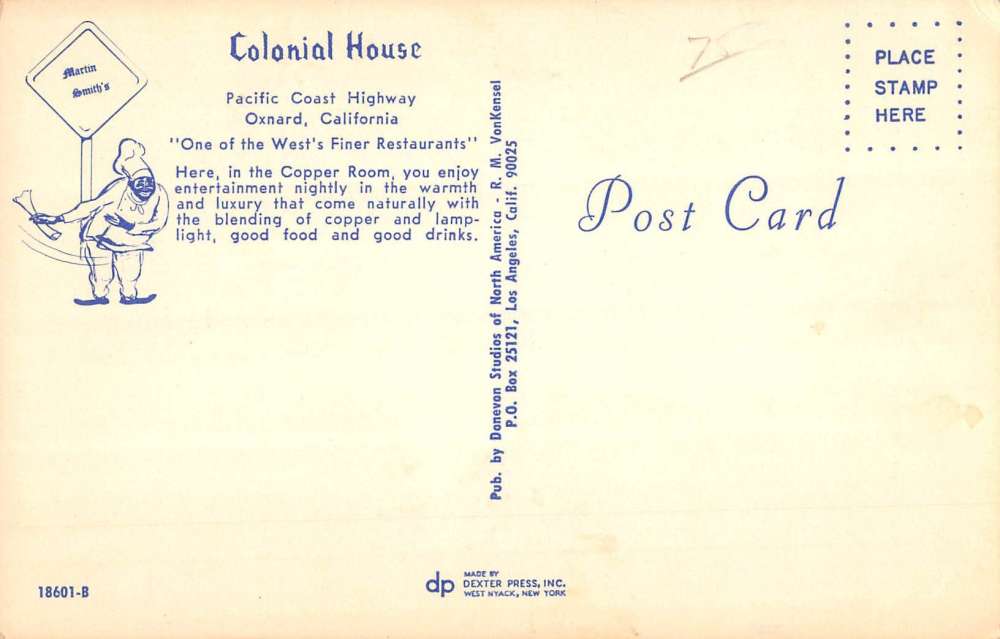 Martin
Smith's
Colonial House
Pacific Coast Highway
Oxnard, California
"One of the West's Finer Restaurants"
Here, in the Copper Room, you enjoy
entertainment nightly in the warmth
and luxury that come naturally with
the blending of copper and lamp-
light, good food and good drinks.
Pub. by Donevon Studios of North America - R. M. VonKensel
P.O. Box 25121, Los Angeles, Calif. 90025
75
PLACE
STAMP
HERE
Post Card
18601-B
dp
MADE BY
DEXTER PRESS, INC.
WEST NYACK, NEW YORK